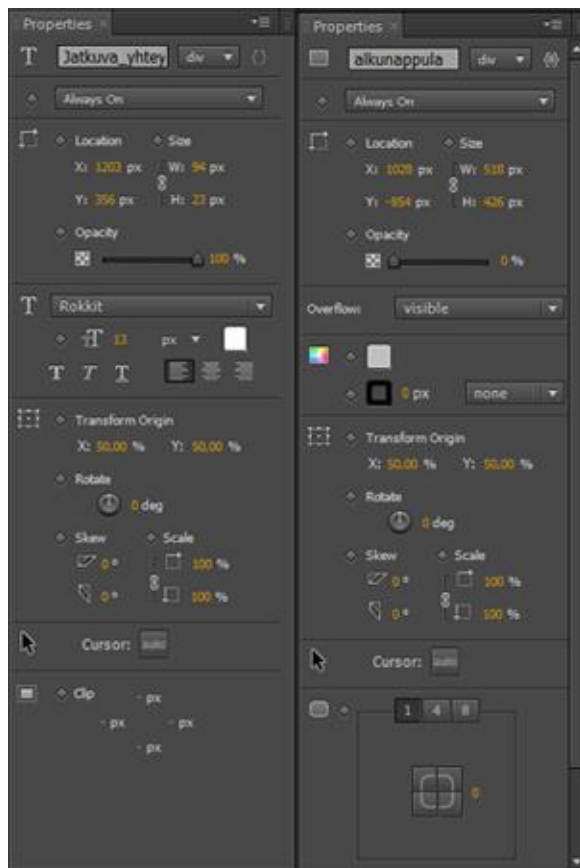 Properties ×
T Jatkuva_yhtey div { }
Always On
Location Size
X: 1203 px W: 94 px
Y: 356 px H: 23 px
Opacity
100 %
T Rokkit
T 13 px
T T T
Transform Origin
X: 50,00 % Y: 50,00 %
Rotate
0 deg
Skew Scale
0 ° 100 %
0 ° 100 %
Cursor: auto
Clip
- px
- px - px
- px
Properties ×
alkunappula div
Always On
Location Size
X: 1028 px W: 518 px
Y: -854 px H: 426 px
Opacity
0 %
Overflow: visible
0 px none
Transform Origin
X: 50,00 % Y: 50,00 %
Rotate
0 deg
Skew Scale
0 ° 100 %
0 ° 100 %
Cursor: auto
1 4 8
0